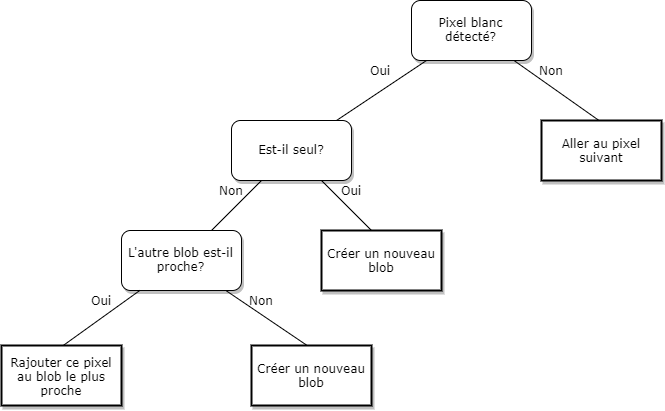 Pixel blanc
détecté?
Oui
Non
Est-il seul?
Aller au pixel
suivant
Non
Oui
L'autre blob est-il
proche?
Créer un nouveau
blob
Oui
Non
Rajouter ce pixel
au blob le plus
proche
Créer un nouveau
blob